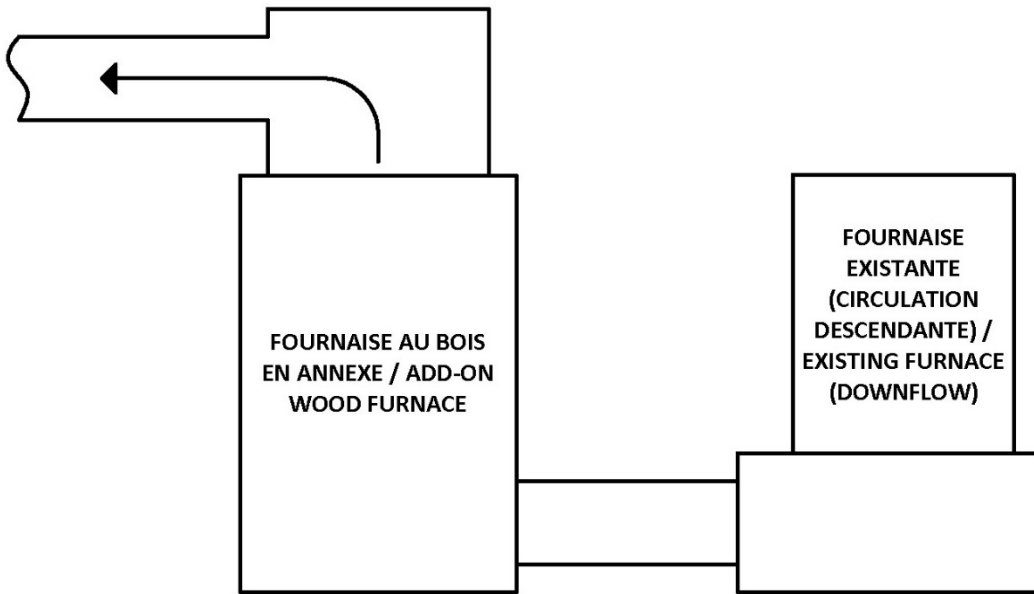 FOURNAISE AU BOIS
EN ANNEXE / ADD-ON
WOOD FURNACE
FOURNAISE
EXISTANTE
(CIRCULATION
DESCENDANTE) /
EXISTING FURNACE
(DOWNFLOW)